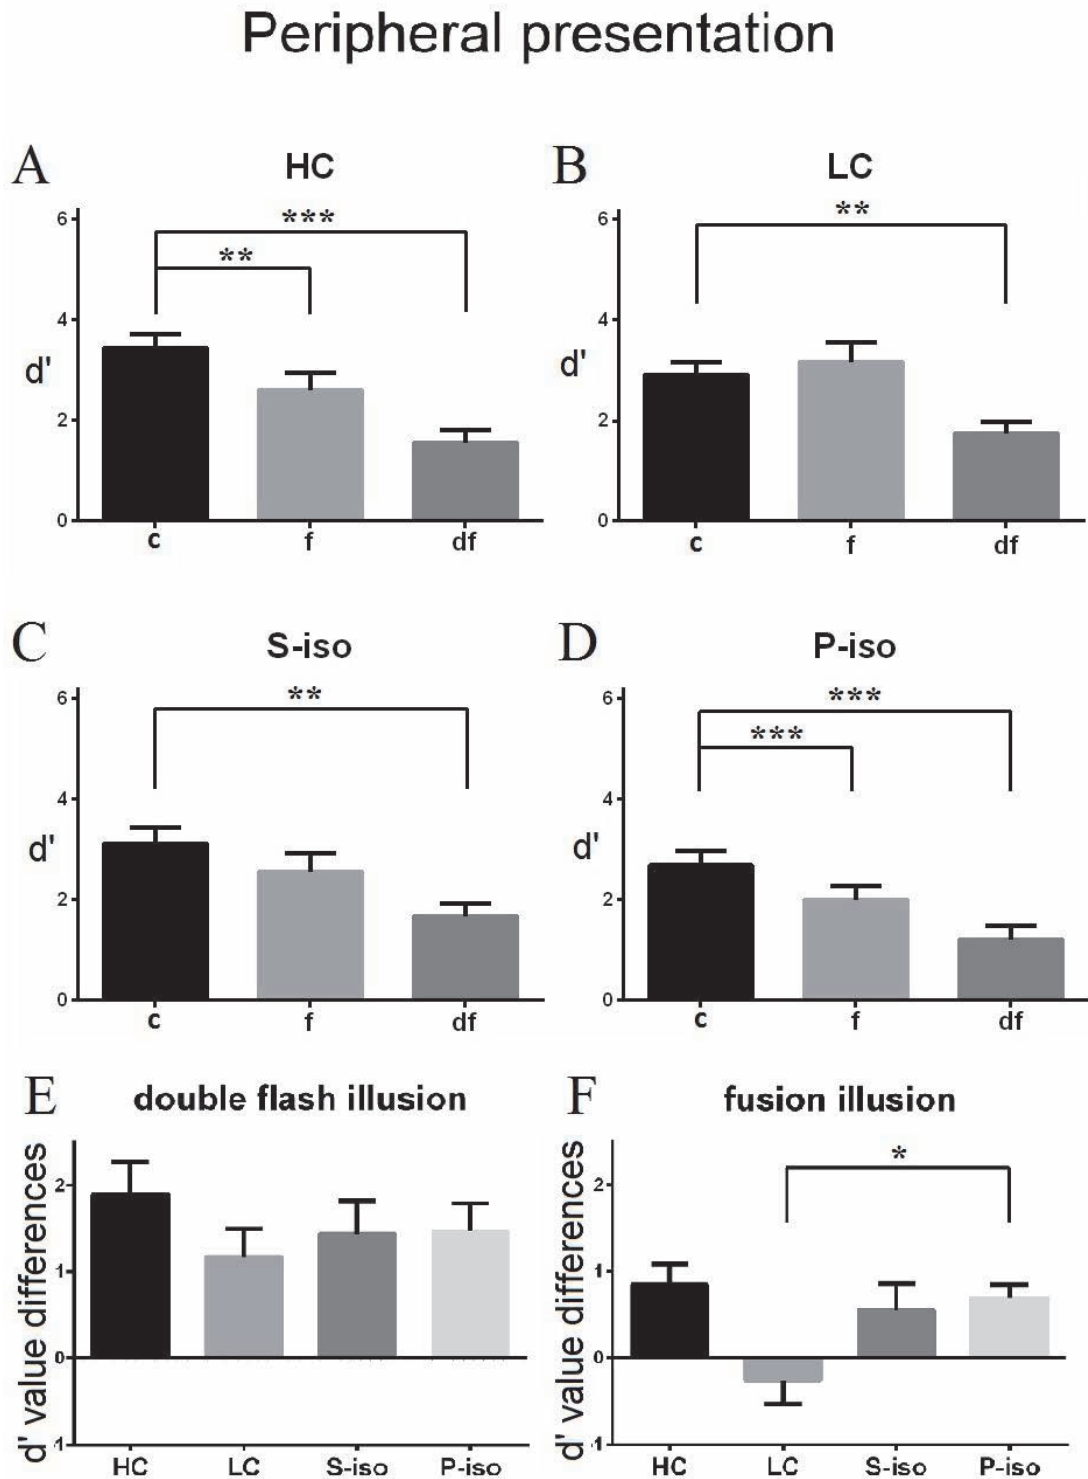 Peripheral presentation
A HC
***
**
6
4
2
0
d'
c f df
B LC
**
6
4
2
0
d'
c f df
C S-iso
**
6
4
2
0
d'
c f df
D P-iso
***
***
6
4
2
0
d'
c f df
E double flash illusion
d' value differences
2
1
0
-1
HC LC S-iso P-iso
F fusion illusion
*
d' value differences
2
1
0
-1
HC LC S-iso P-iso